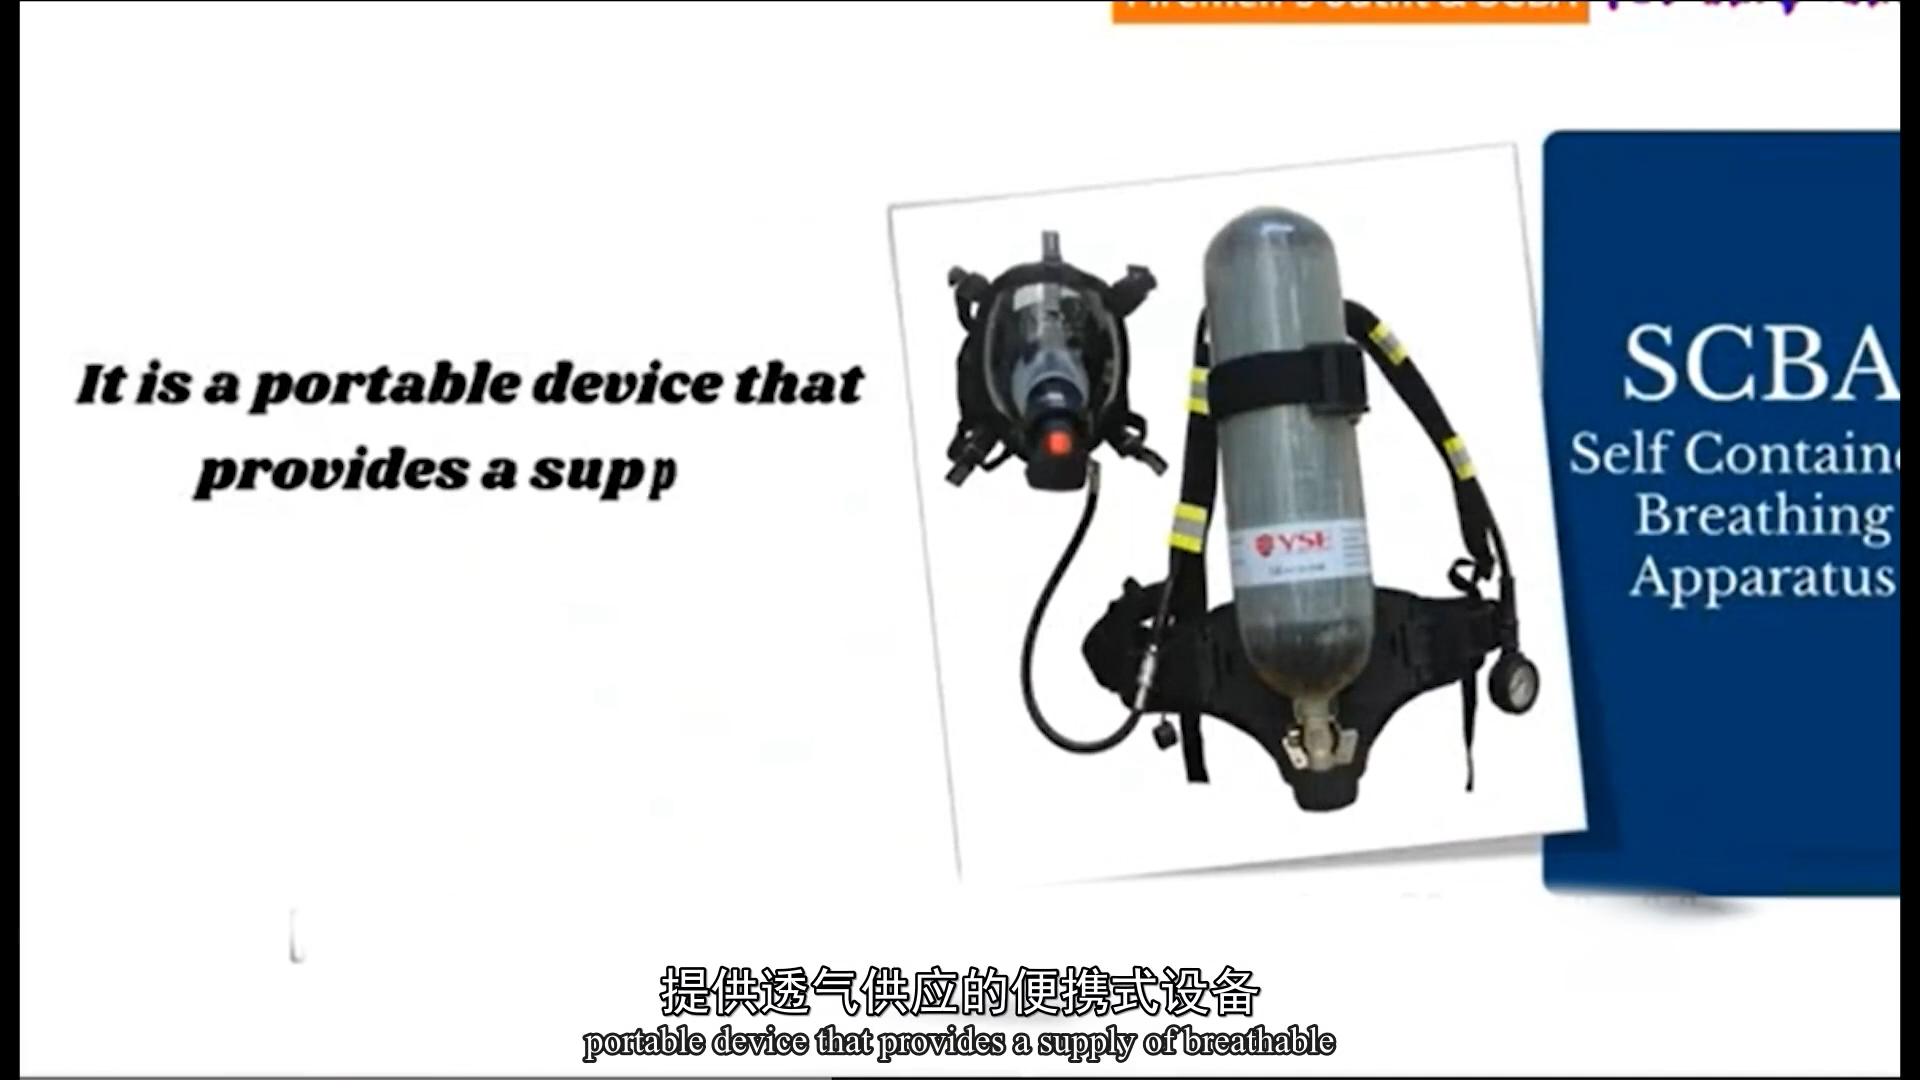 It is a portable device that
provides a supp
YSE
SCBA
Self Containe
Breathing
Apparatus
提供透气供应的便携式设备
portable device that provides a supply of breathable